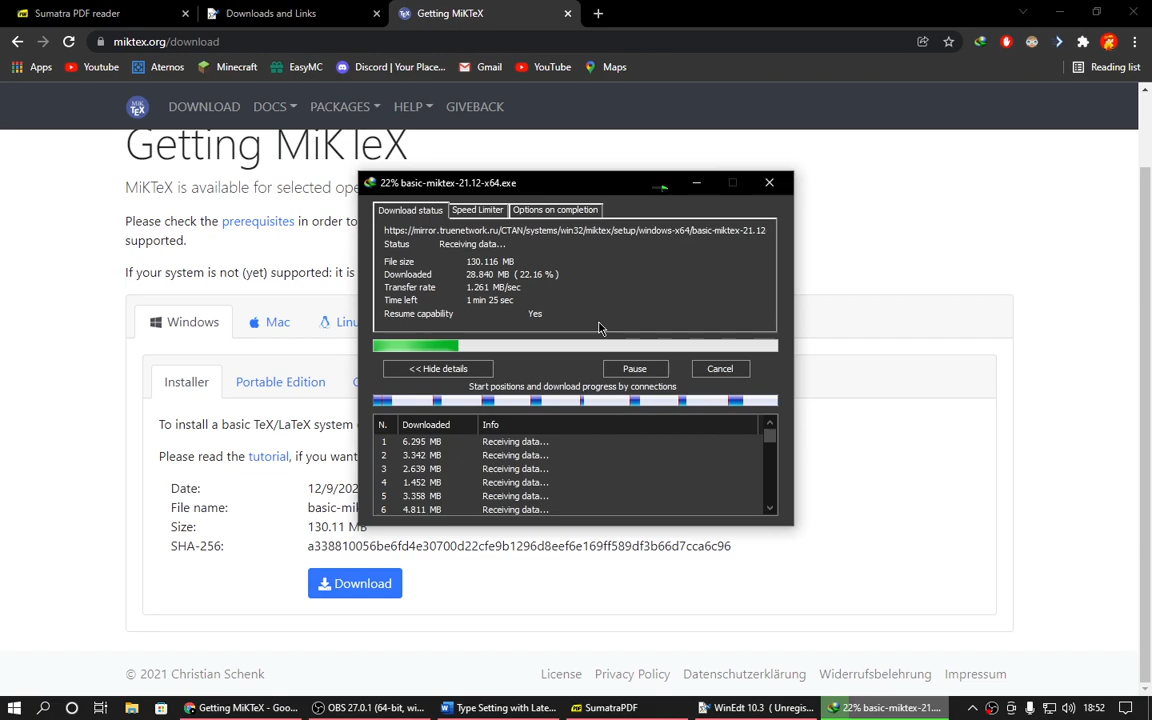 Sumatra PDF reader
Downloads and Links
Getting MiKTeX
miktex.org/download
Apps
Youtube
Aternos
Minecraft
EasyMC
Discord | Your Place...
Gmail
YouTube
Maps
Reading list
DOWNLOAD
DOCS
PACKAGES
HELP
GIVEBACK
Getting MiKTeX
MiKTeX is available for selected ope
Please check the prerequisites in order to
supported.
If your system is not (yet) supported: it is
Windows
Mac
Linu
Installer
Portable Edition
To install a basic TeX/LaTeX system
Please read the tutorial, if you want
Date:
12/9/202
File name:
basic-mi
Size:
130.11 MB
SHA-256:
a338810056be6fd4e30700d22cfe9b1296d8eef6e169ff589df3b66d7cca6c96
Download
22% basic-miktex-21.12-x64.exe
Download status
Speed Limiter
Options on completion
https://mirror.truenetwork.ru/CTAN/systems/win32/miktex/setup/windows-x64/basic-miktex-21.12
Status Receiving data...
File size 130.116 MB
Downloaded 28.840 MB ( 22.16 % )
Transfer rate 1.261 MB/sec
Time left 1 min 25 sec
Resume capability Yes
<< Hide details
Pause
Cancel
Start positions and download progress by connections
N. Downloaded Info
1 6.295 MB Receiving data...
2 3.342 MB Receiving data...
3 2.639 MB Receiving data...
4 1.452 MB Receiving data...
5 3.358 MB Receiving data...
6 4.811 MB Receiving data...
© 2021 Christian Schenk
License
Privacy Policy
Datenschutzerklärung
Widerrufsbelehrung
Impressum
Getting MiKTeX - Goo...
OBS 27.0.1 (64-bit, wi...
Type Setting with Late...
SumatraPDF
WinEdt 10.3 ( Unregis...
22% basic-miktex-21....
18:52